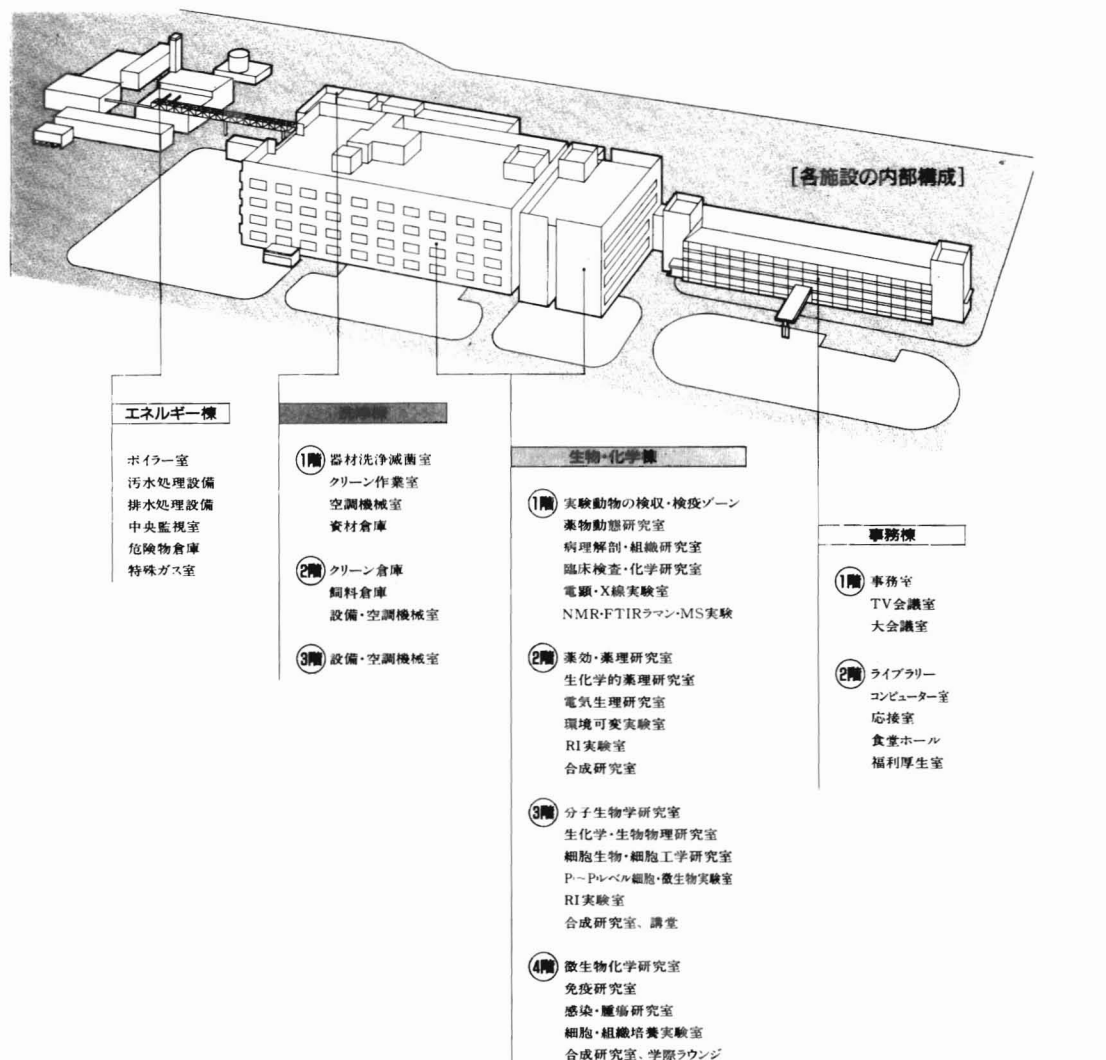 [各施設の内部構成]
エネルギー棟
ボイラー室
汚水処理設備
排水処理設備
中央監視室
危険物倉庫
特殊ガス室
1階 器材洗浄滅菌室
クリーン作業室
空調機械室
資材倉庫
2階 クリーン倉庫
飼料倉庫
設備・空調機械室
3階 設備・空調機械室
生物・化学棟
1階 実験動物の検収・検疫ゾーン
薬物動態研究室
病理解剖・組織研究室
臨床検査・化学研究室
電顕・X線実験室
NMR・FTIRラマン・MS実験
2階 薬効・薬理研究室
生化学的薬理研究室
電気生理研究室
環境可変実験室
RI実験室
合成研究室
3階 分子生物学研究室
生化学・生物物理研究室
細胞生物・細胞工学研究室
P・～P・レベル細胞・微生物実験室
RI実験室
合成研究室、講堂
4階 微生物化学研究室
免疫研究室
感染・腫瘍研究室
細胞・組織培養実験室
合成研究室、学際ラウンジ
事務棟
1階 事務室
TV会議室
大会議室
2階 ライブラリー
コンピューター室
応接室
食堂ホール
福利厚生室